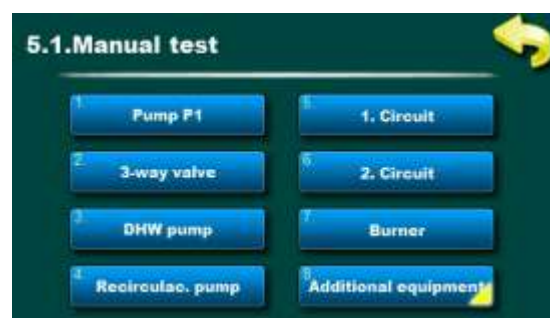 5.1.Manual test
1
Pump P1
2
3-way valve
3
DHW pump
4
Recirculac. pump
5
1. Circuit
6
2. Circuit
7
Burner
8
Additional equipment